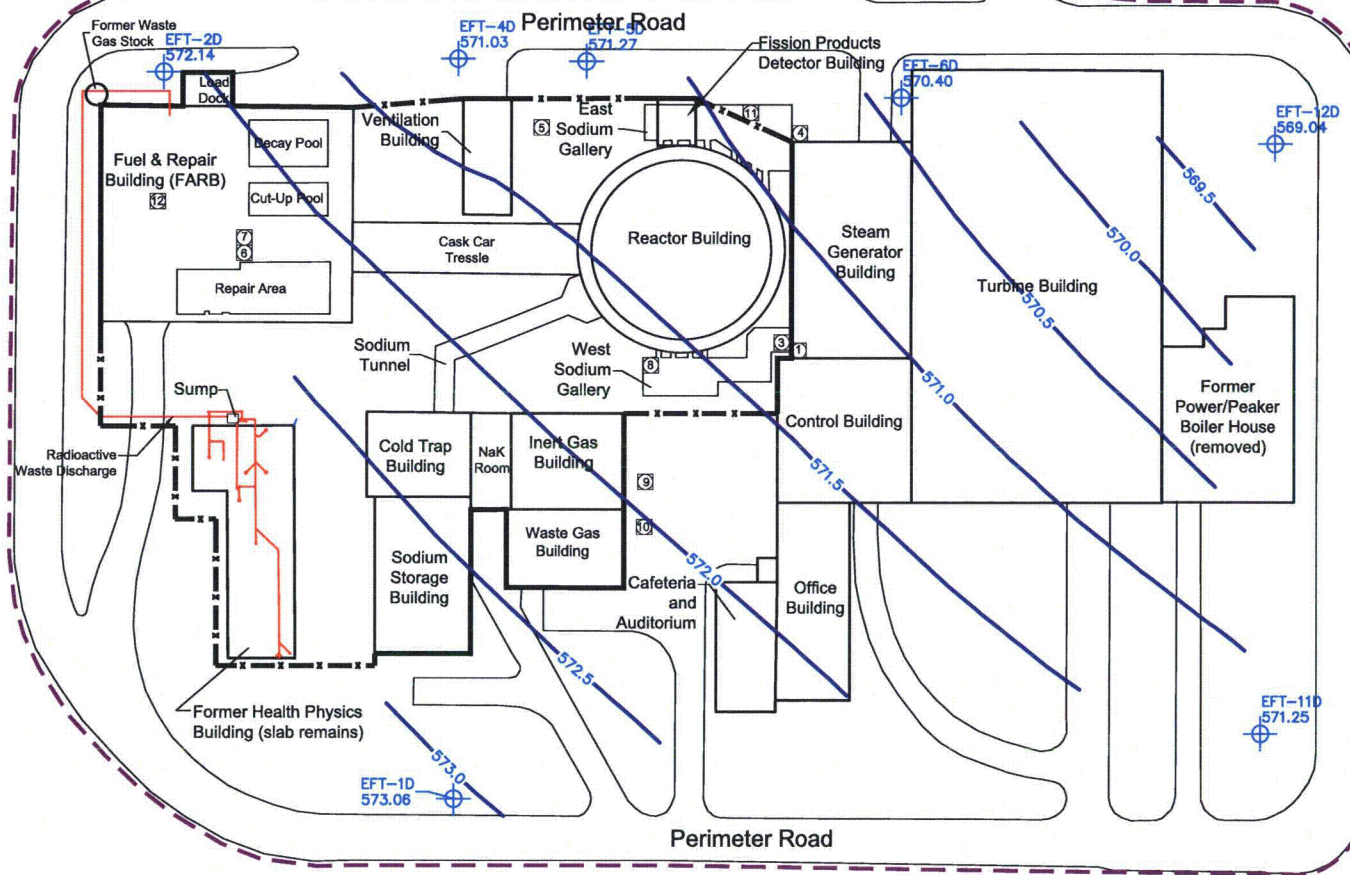 Perimeter Road
Former Waste
Gas Stock
EFT-2D
572.14
EFT-4D
571.03
EFT-5D
571.27
Fission Products
Detector Building
EFT-6D
570.40
EFT-12D
569.04
Load
Dock
Ventilation
Building
East
Sodium
Gallery
5
11
4
Decay Pool
Fuel & Repair
Building (FARB)
12
Cut-Up Pool
7
6
Repair Area
Cask Car
Tressle
Reactor Building
Steam
Generator
Building
Turbine Building
569.5
570.0
570.5
571.0
571.5
572.0
572.5
573.0
Sodium
Tunnel
West
Sodium
Gallery
8
3
1
Sump
Radioactive
Waste Discharge
Cold Trap
Building
NaK
Room
Inert Gas
Building
Control Building
Former
Power/Peaker
Boiler House
(removed)
9
10
Waste Gas
Building
Sodium
Storage
Building
Cafeteria
and
Auditorium
Office
Building
Former Health Physics
Building (slab remains)
EFT-1D
573.06
EFT-11D
571.25
Perimeter Road